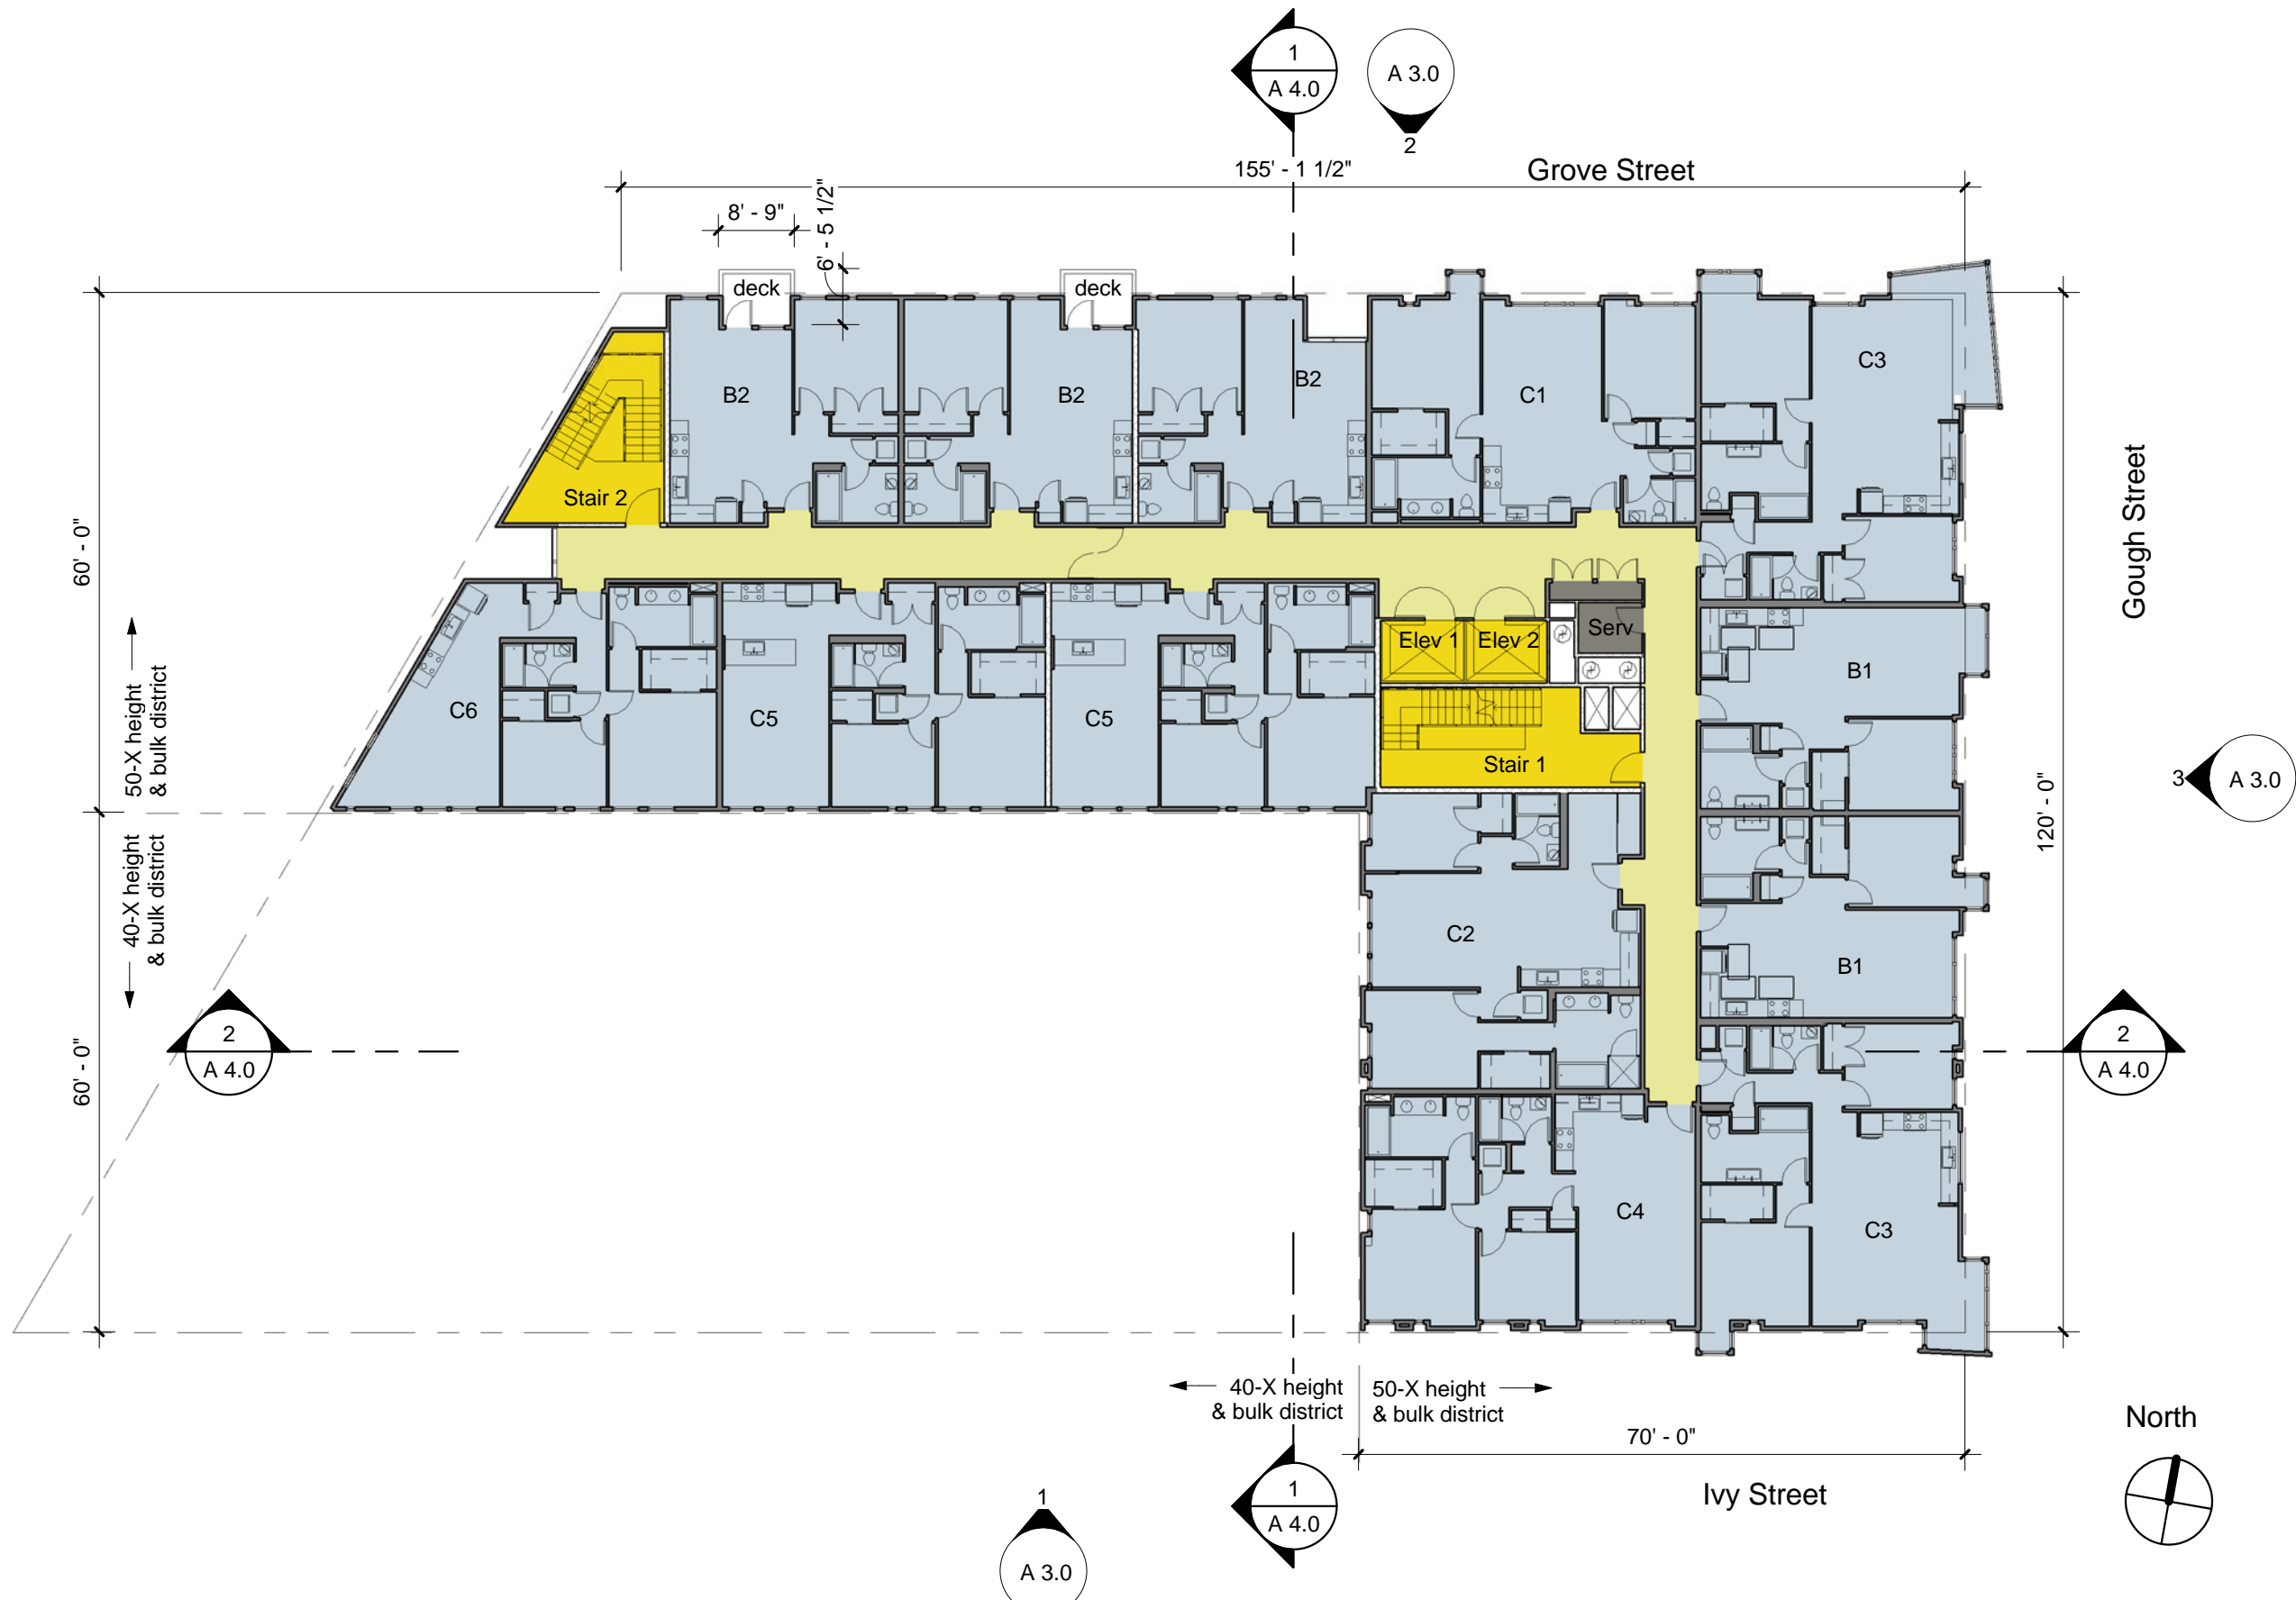 1
A 4.0
A 3.0
2
155' - 1 1/2"
Grove Street
8' - 9"
6' - 5 1/2"
deck
deck
B2
B2
B2
C1
C3
Stair 2
60' - 0"
Gough Street
Elev 1
Elev 2
Serv
B1
C6
C5
C5
Stair 1
50-X height
& bulk district
40-X height
& bulk district
3
A 3.0
120' - 0"
C2
B1
2
A 4.0
60' - 0"
2
A 4.0
C4
C3
40-X height
& bulk district
50-X height
& bulk district
70' - 0"
North
Ivy Street
1
A 4.0
1
A 3.0